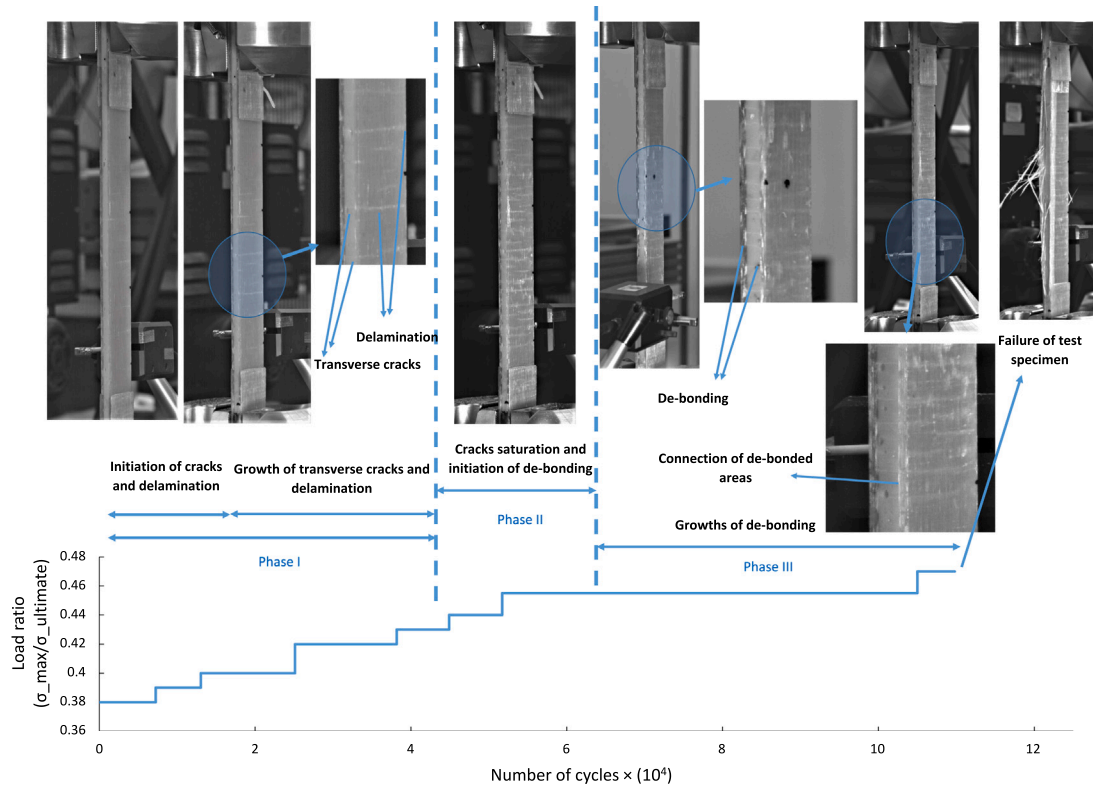 Delamination
Transverse cracks
De-bonding
Failure of test
specimen
Connection of de-bonded
areas
Initiation of cracks
and delamination
Growth of transverse cracks and
delamination
Cracks saturation and
initiation of de-bonding
Growths of de-bonding
Phase I
Phase II
Phase III
Load ratio
(σ_max/σ_ultimate)
0.48
0.46
0.44
0.42
0.4
0.38
0.36
0
2
4
6
8
10
12
Number of cycles × (10⁴)